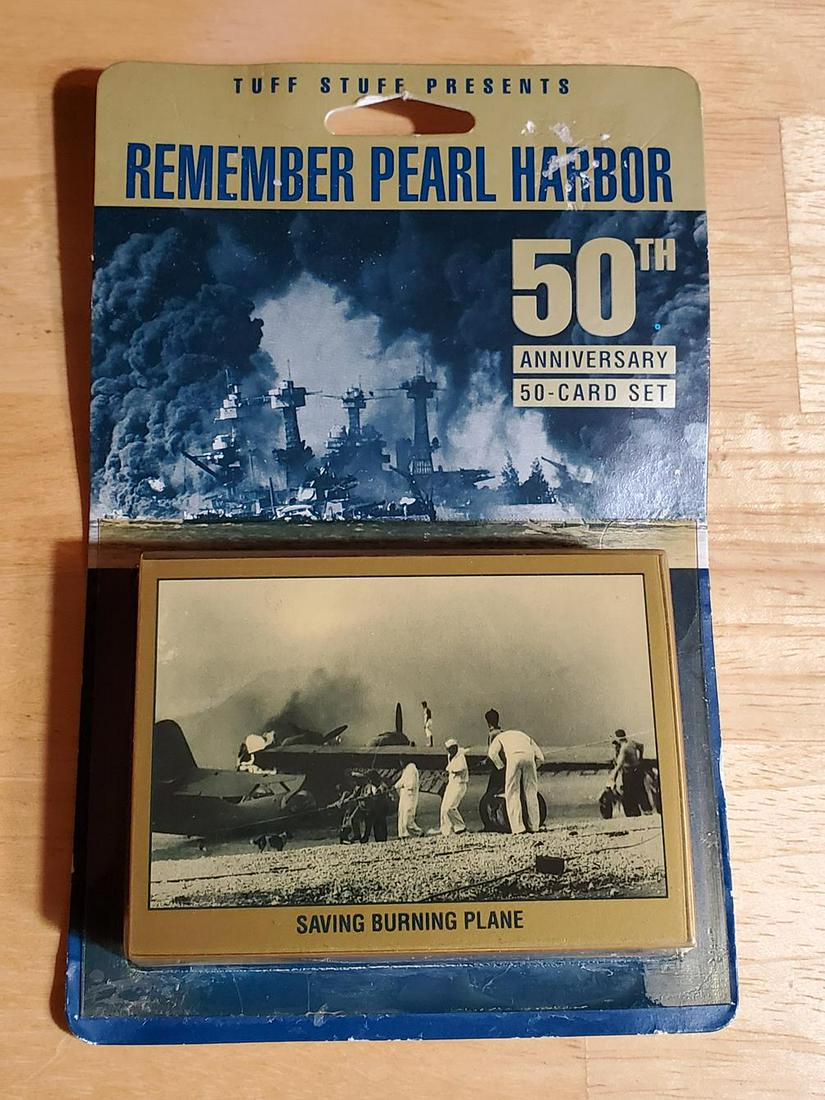 TUFF STUFF PRESENTS
REMEMBER PEARL HARBOR
50TH
ANNIVERSARY
50-CARD SET
SAVING BURNING PLANE